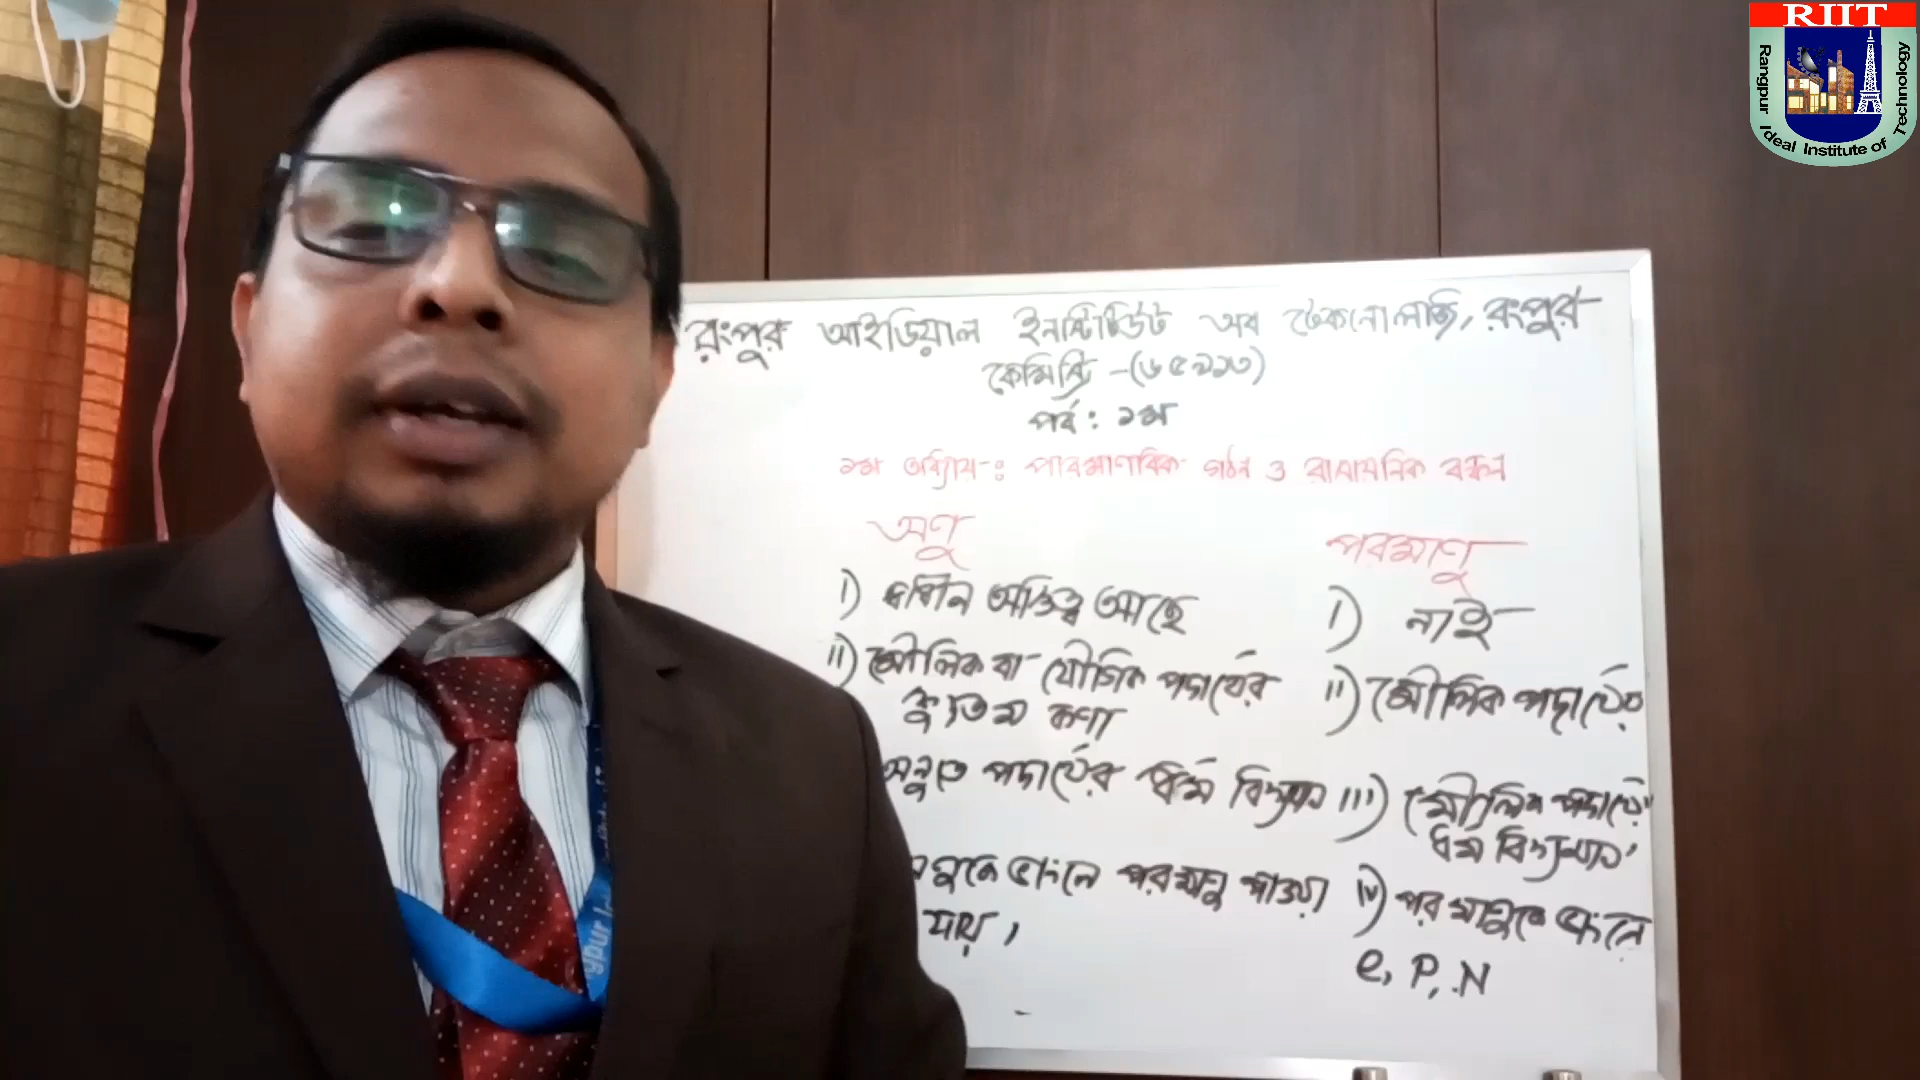 RIIT
Rangpur Ideal Institute of Technology
রংপুর আইডিয়াল ইনস্টিটিউট অব টেকনোলজি, রংপুর
কেমিস্ট্রি -(৬৫৯১৩)
পর্ব : ১ম
১ম অধ্যায় : পারমাণবিক গঠন ও রাসায়নিক বন্ধন
অণু
পরমাণু
i) স্বাধীন অস্তিত্ব আছে
i) নাই
ii) মৌলিক বা যৌগিক পদার্থের
ক্ষুদ্রতম কণা
ii) মৌলিক পদার্থের
অনুতে পদার্থের ধর্ম বিদ্যমান
iii) মৌলিক পদার্থের
ধর্ম বিদ্যমান
ভাংলে পরমানু পাওয়া
যায়।
iv) পরমানুকে ভাংলে
e, P, N